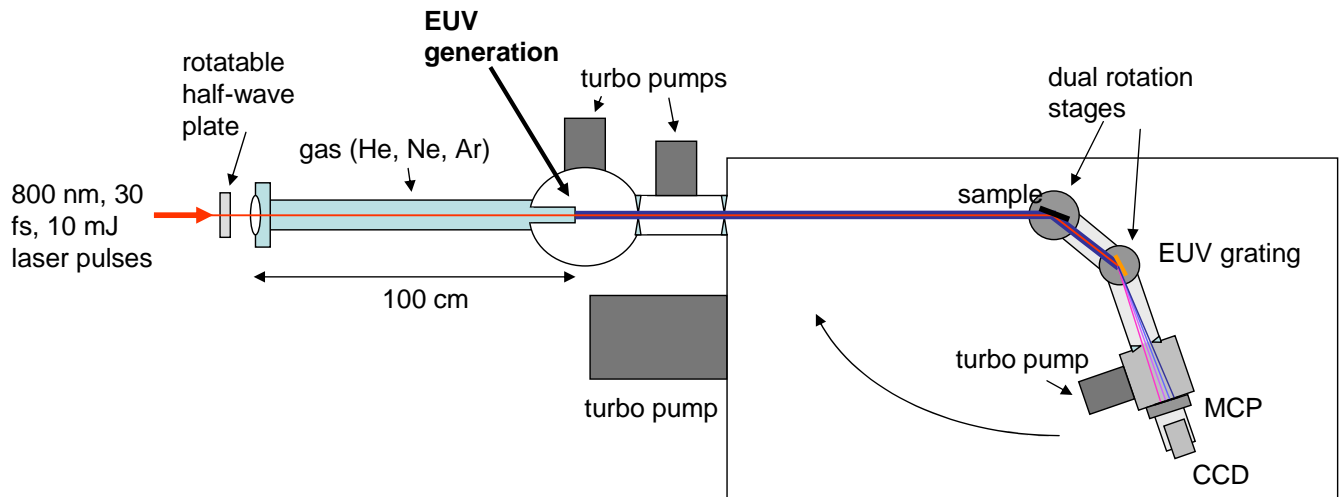 EUV
generation
rotatable
half-wave
plate
turbo pumps
dual rotation
stages
gas (He, Ne, Ar)
800 nm, 30
fs, 10 mJ
laser pulses
sample
EUV grating
100 cm
turbo pump
turbo pump
MCP
CCD